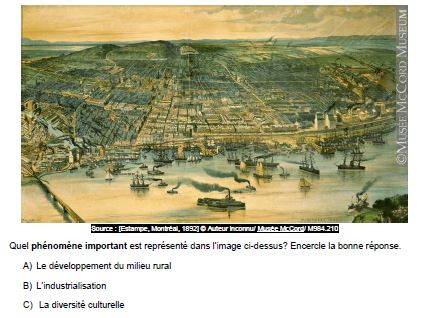 © MUSÉE MCCORD MUSEUM
Source : [Estampe, Montréal, 1892] © Auteur Inconnu/ Musée McCord/ M984.210
Quel phénomène important est représenté dans l'image ci-dessus? Encercle la bonne réponse.
A) Le développement du milieu rural
B) L'industrialisation
C) La diversité culturelle